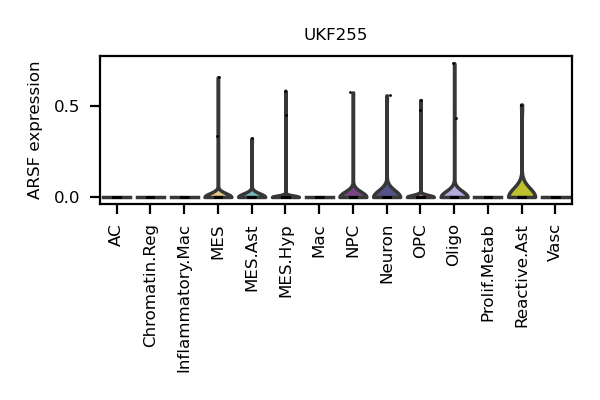 UKF255
ARSF expression
0.5
0.0
AC
Chromatin.Reg
Inflammatory.Mac
MES
MES.Ast
MES.Hyp
Mac
NPC
Neuron
OPC
Oligo
Prolif.Metab
Reactive.Ast
Vasc